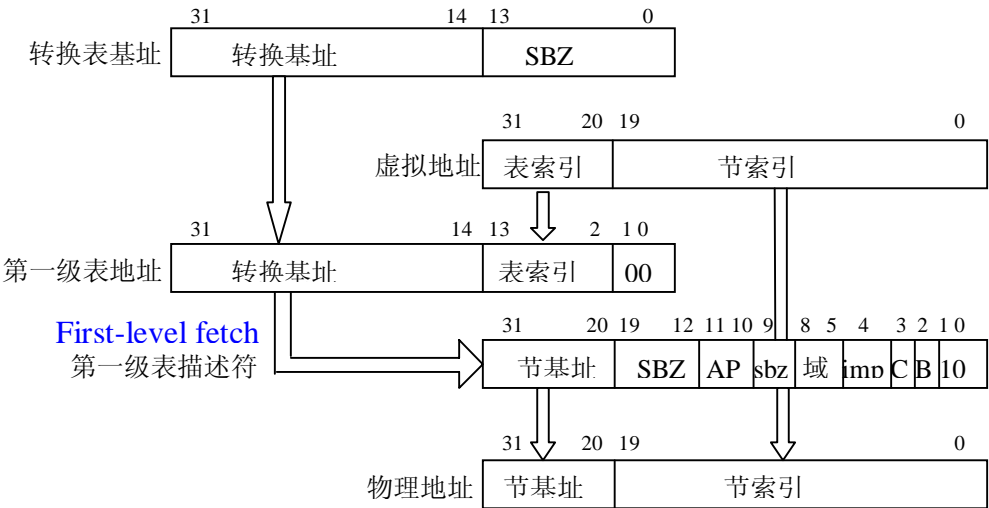 31 14 13 0
转换表基址 转换基址 SBZ
31 20 19 0
虚拟地址 表索引 节索引
31 14 13 2 1 0
第一级表地址 转换基址 表索引 00
First-level fetch
31 20 19 12 11 10 9 8 5 4 3 2 1 0
第一级表描述符 节基址 SBZ AP sbz 域 imp C B 10
31 20 19 0
物理地址 节基址 节索引